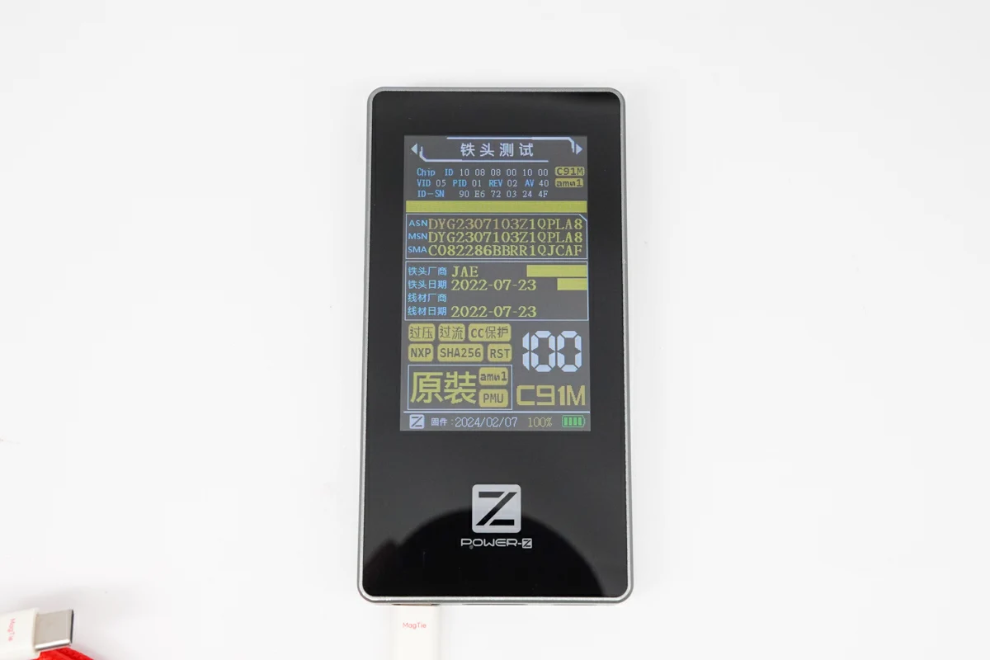 铁头测试
Chip ID 10 08 08 00 10 00 C91M
VID 05 PID 01 REV 02 AV 40 amu1
ID-SN 90 E6 72 03 24 4F
ASN DYG2307103Z1QPLA8
MSN DYG2307103Z1QPLA8
SMA C082286BBRR1QJCAF
铁头厂商 JAE
铁头日期 2022-07-23
线材厂商
线材日期 2022-07-23
过压 过流 CC保护
NXP SHA256 RST
100
原装 amu1
PMU
C91M
Z 固件:2024/02/07 100%
Z
POWER-Z
MagTie
MagTie